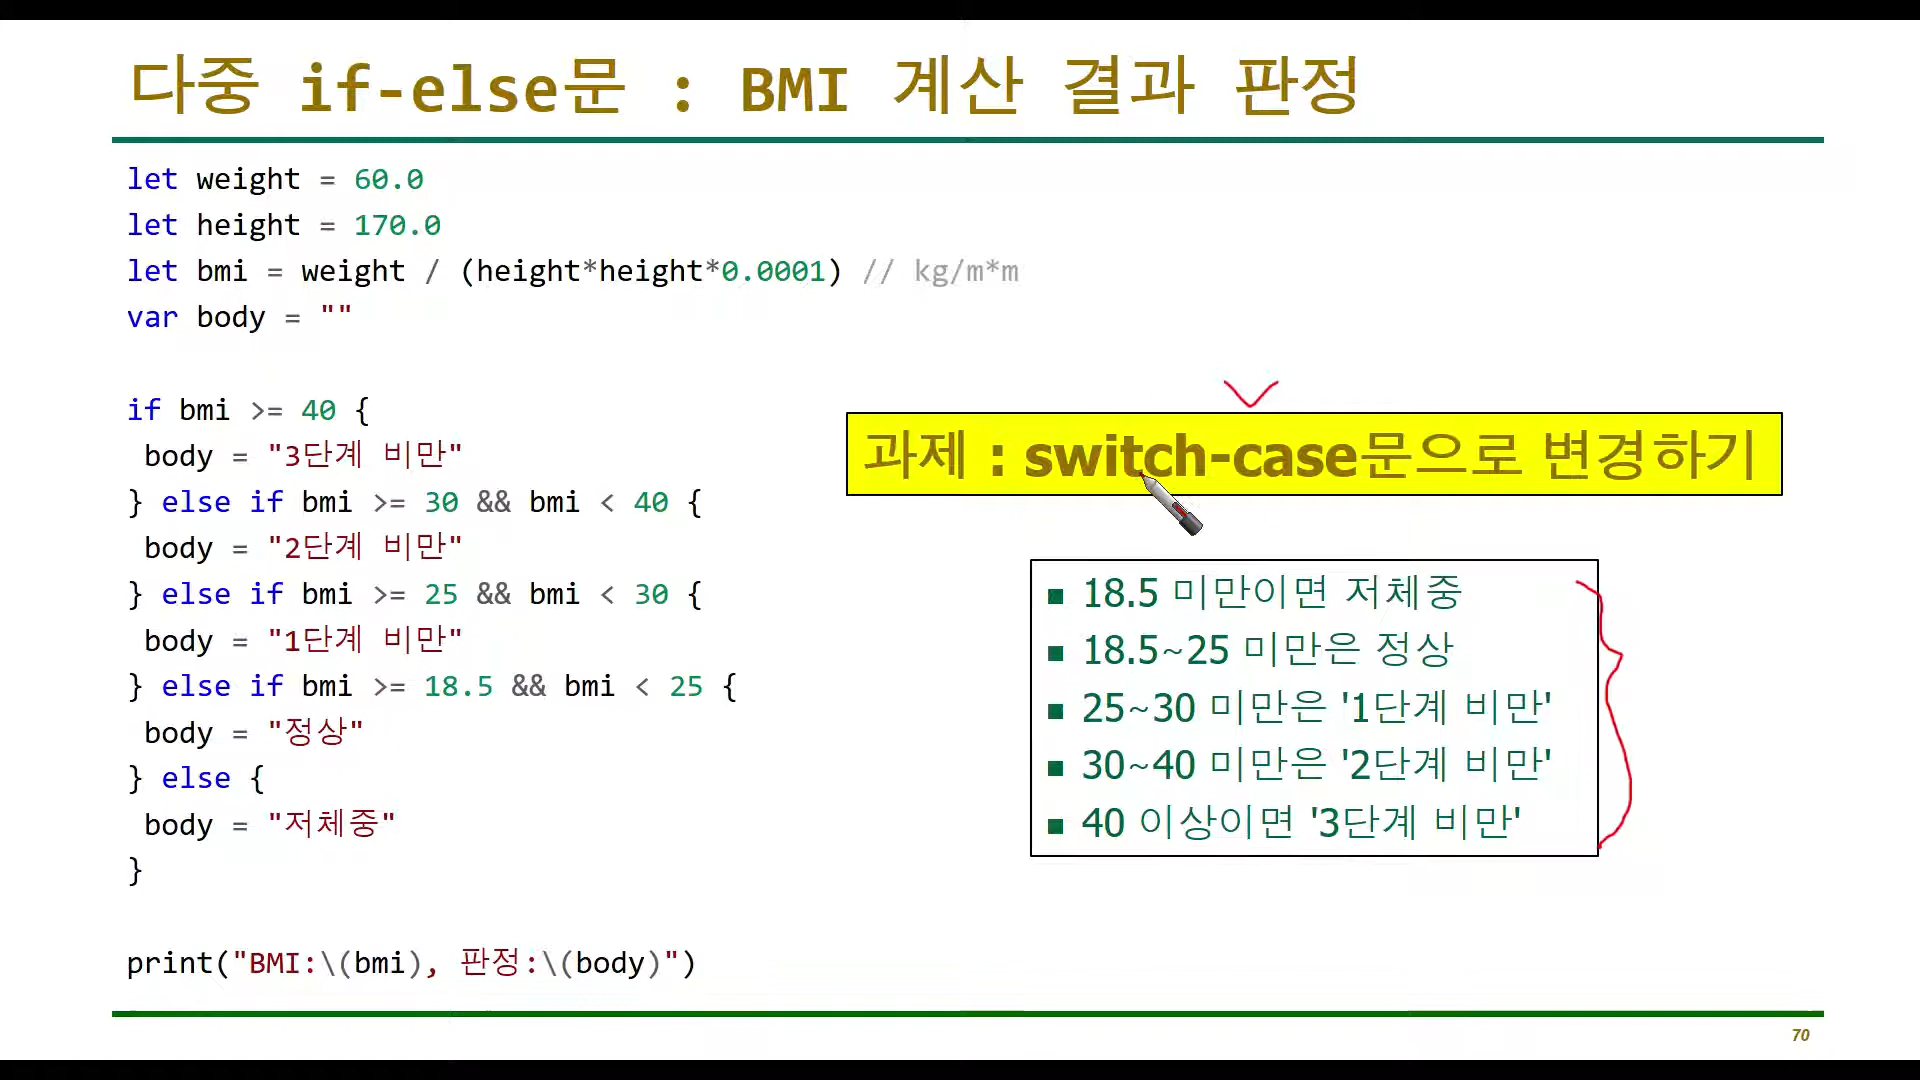 다중 if-else문 : BMI 계산 결과 판정
let weight = 60.0
let height = 170.0
let bmi = weight / (height*height*0.0001) // kg/m*m
var body = ""
if bmi >= 40 {
 body = "3단계 비만"
} else if bmi >= 30 && bmi < 40 {
 body = "2단계 비만"
} else if bmi >= 25 && bmi < 30 {
 body = "1단계 비만"
} else if bmi >= 18.5 && bmi < 25 {
 body = "정상"
} else {
 body = "저체중"
}
print("BMI:\(bmi), 판정:\(body)")
과제 : switch-case문으로 변경하기
■ 18.5 미만이면 저체중
■ 18.5~25 미만은 정상
■ 25~30 미만은 '1단계 비만'
■ 30~40 미만은 '2단계 비만'
■ 40 이상이면 '3단계 비만'
70